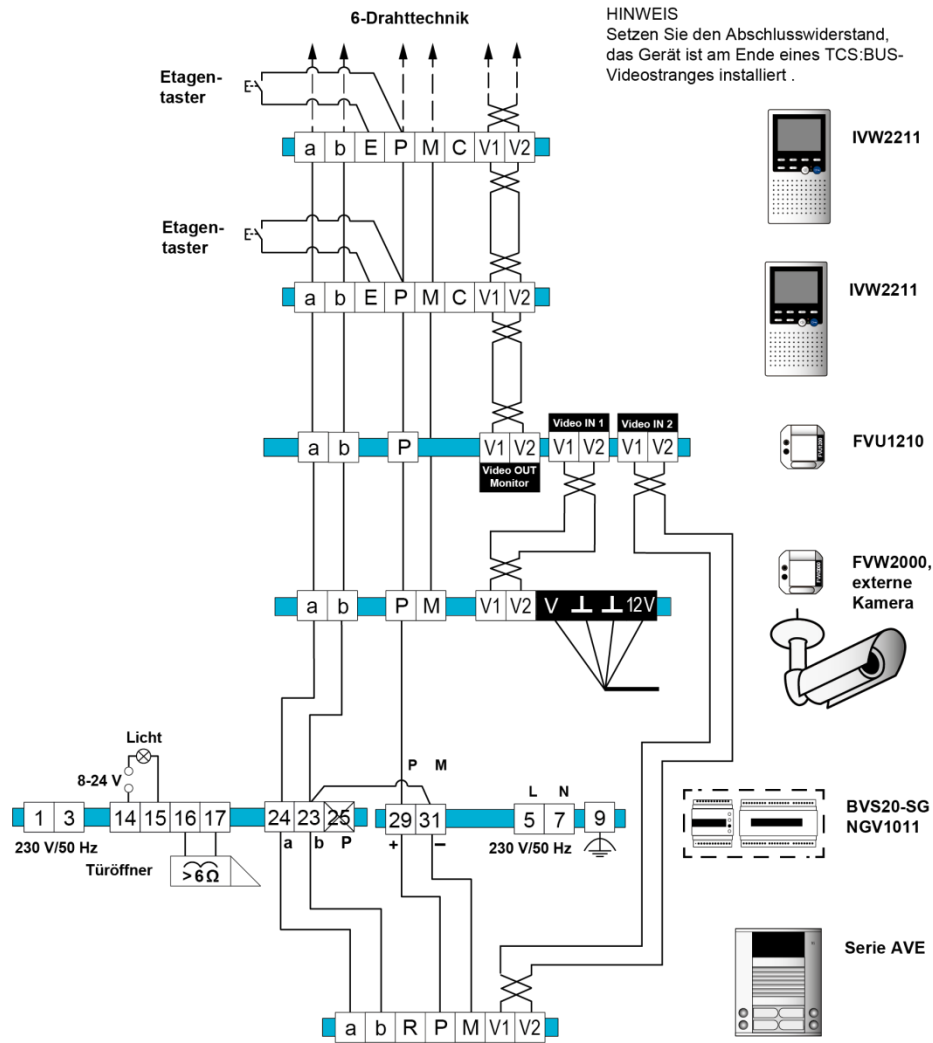 6-Drahttechnik
HINWEIS
Setzen Sie den Abschlusswiderstand,
das Gerät ist am Ende eines TCS:BUS-
Videostranges installiert .
Etagen-
taster
a b E P M C V1 V2
IVW2211
Etagen-
taster
a b E P M C V1 V2
IVW2211
Video IN 1 Video IN 2
a b P V1 V2 V1 V2 V1 V2
Video OUT
Monitor
FVU1210
FVW2000,
externe
Kamera
a b P M V1 V2 V ⊥ ⊥ 12V
Licht
8-24 V
P M
L N
1 3 14 15 16 17 24 23 25 29 31 5 7 9
a b P + −
230 V/50 Hz
230 V/50 Hz
Türöffner
>6Ω
BVS20-SG
NGV1011
Serie AVE
a b R P M V1 V2